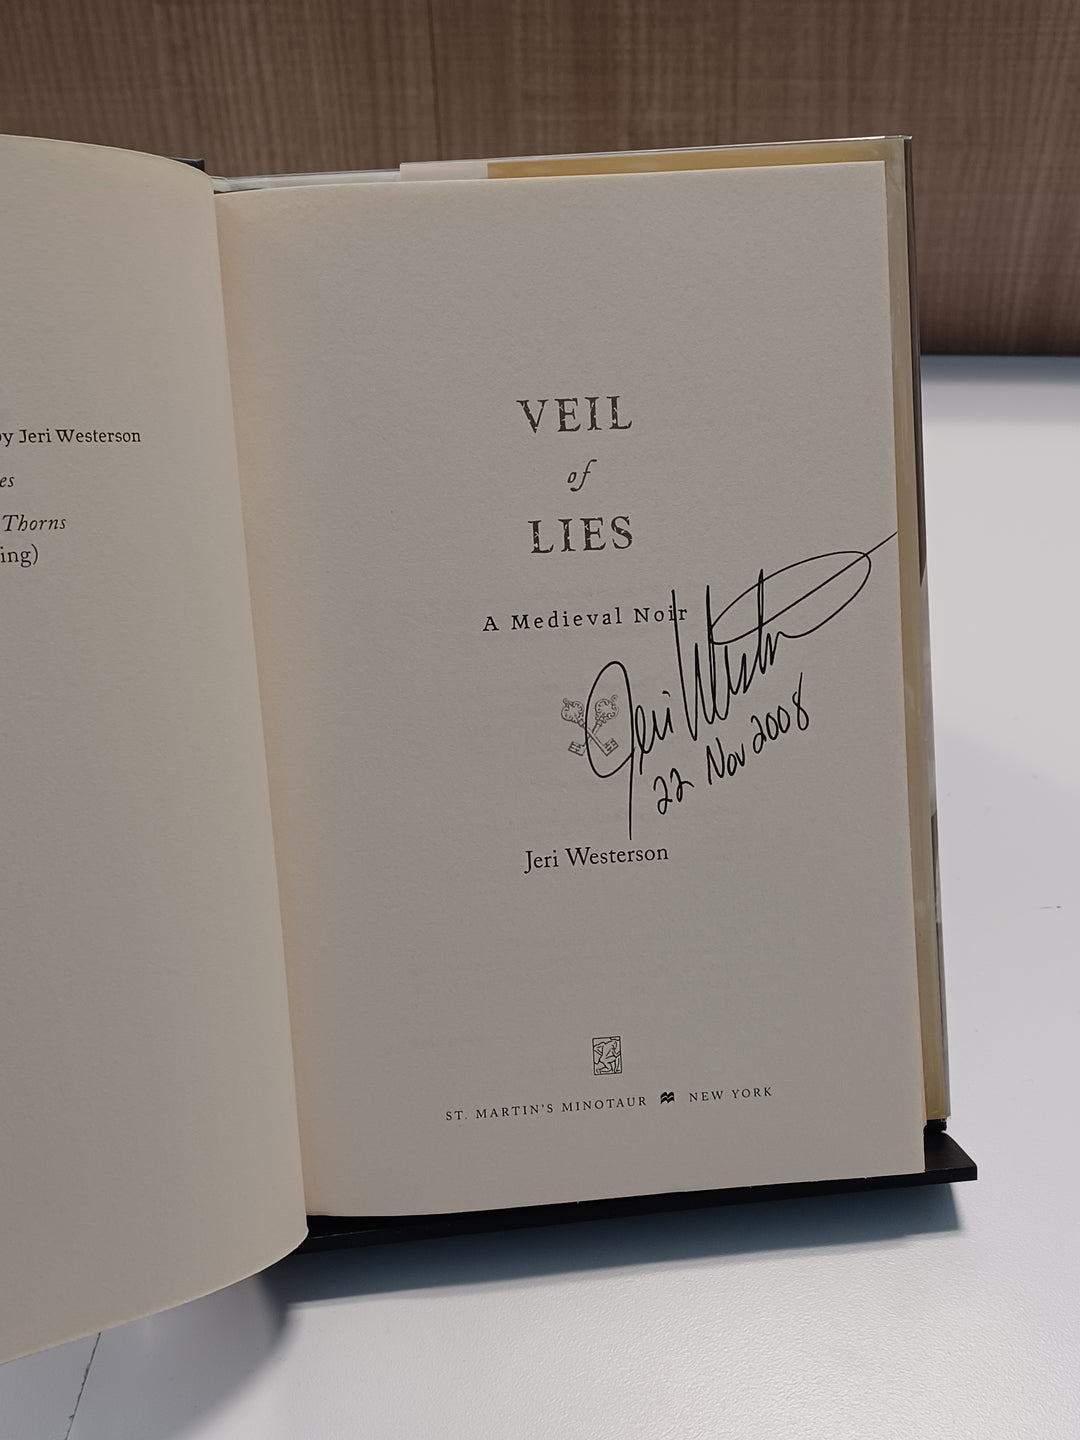 by Jeri Westerson
es
Thorns
ing)
VEIL
of
LIES
A Medieval Noir
Jeri Westerson
22 Nov 2008
Jeri Westerson
ST. MARTIN'S MINOTAUR NEW YORK